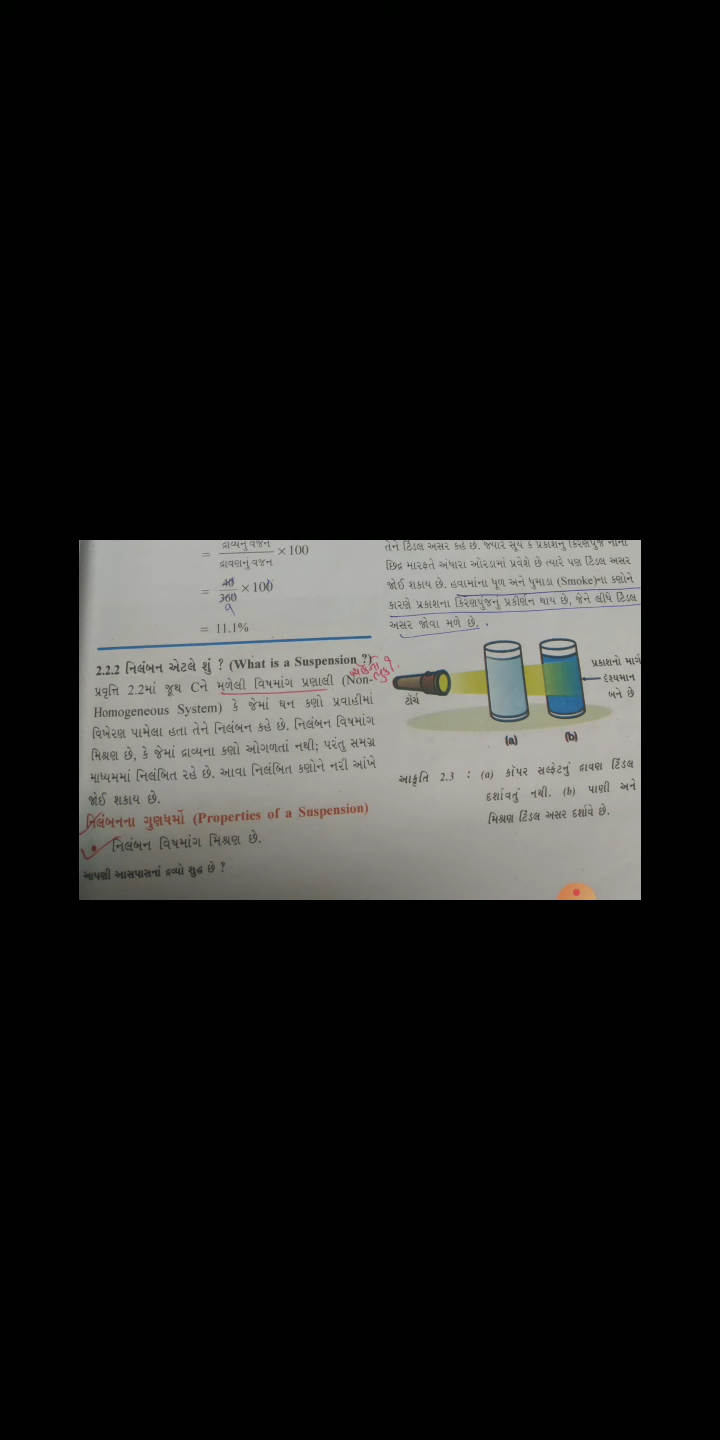 = દ્રાવ્યનું વજન / દ્રાવણનું વજન × 100
= 40 / 360 × 100
9
= 11.1%
2.2.2 નિલંબન એટલે શું ? (What is a Suspension ?)
પ્રવૃત્તિ 2.2માં જૂથ Cને મળેલી વિષમાંગ પ્રણાલી (Non-
Homogeneous System) કે જેમાં ઘન કણો પ્રવાહીમાં
વિખેરણ પામેલા હતા તેને નિલંબન કહે છે. નિલંબન વિષમાંગ
મિશ્રણ છે, કે જેમાં દ્રાવ્યના કણો ઓગળતાં નથી; પરંતુ સમગ્ર
માધ્યમમાં નિલંબિત રહે છે. આવા નિલંબિત કણોને નરી આંખે
જોઈ શકાય છે.
નિલંબનના ગુણધર્મો (Properties of a Suspension)
• નિલંબન વિષમાંગ મિશ્રણ છે.
આપણી આસપાસનાં દ્રવ્યો શુદ્ધ છે ?
તેને ટિંડલ અસર કહે છે. જ્યારે સૂર્ય કે પ્રકાશનું કિરણપુંજ નાના
છિદ્ર મારફતે અંધારા ઓરડામાં પ્રવેશે છે ત્યારે પણ ટિંડલ અસર
જોઈ શકાય છે. હવામાંના ધૂળ અને ધુમાડા (Smoke)ના કણોને
કારણે પ્રકાશના કિરણપુંજનું પ્રકીર્ણન થાય છે, જેને લીધે ટિંડલ
અસર જોવા મળે છે.
ટૉર્ચ
પ્રકાશનો માર્ગ
દૃશ્યમાન
બને છે
(a)
(b)
આકૃતિ 2.3 : (a) કૉપર સલ્ફેટનું દ્રાવણ ટિંડલ
દર્શાવતું નથી. (b) પાણી અને
મિશ્રણ ટિંડલ અસર દર્શાવે છે.